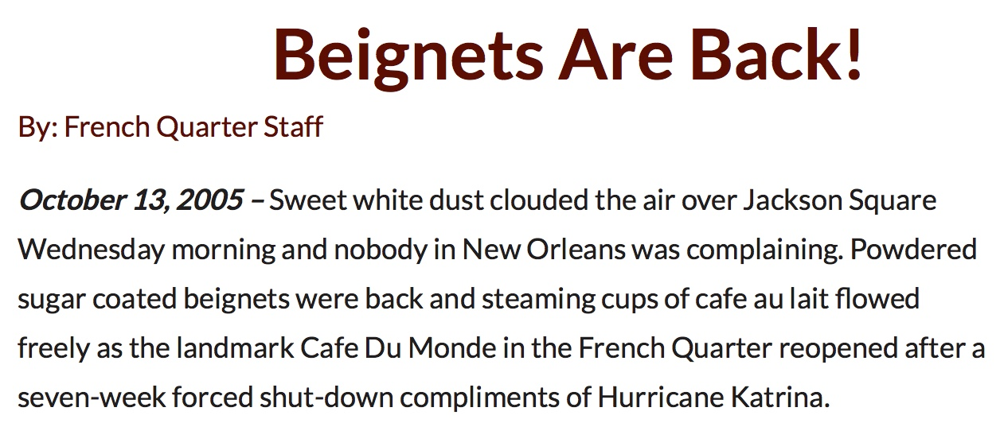 Beignets Are Back!
By: French Quarter Staff
October 13, 2005 – Sweet white dust clouded the air over Jackson Square
Wednesday morning and nobody in New Orleans was complaining. Powdered
sugar coated beignets were back and steaming cups of cafe au lait flowed
freely as the landmark Cafe Du Monde in the French Quarter reopened after a
seven-week forced shut-down compliments of Hurricane Katrina.